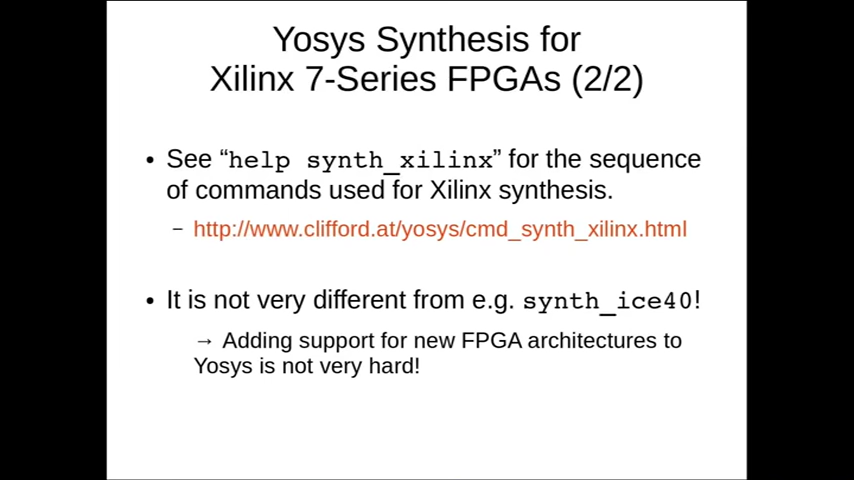 Yosys Synthesis for
Xilinx 7-Series FPGAs (2/2)
• See “help synth_xilinx” for the sequence
of commands used for Xilinx synthesis.
– http://www.clifford.at/yosys/cmd_synth_xilinx.html
• It is not very different from e.g. synth_ice40!
→ Adding support for new FPGA architectures to
Yosys is not very hard!